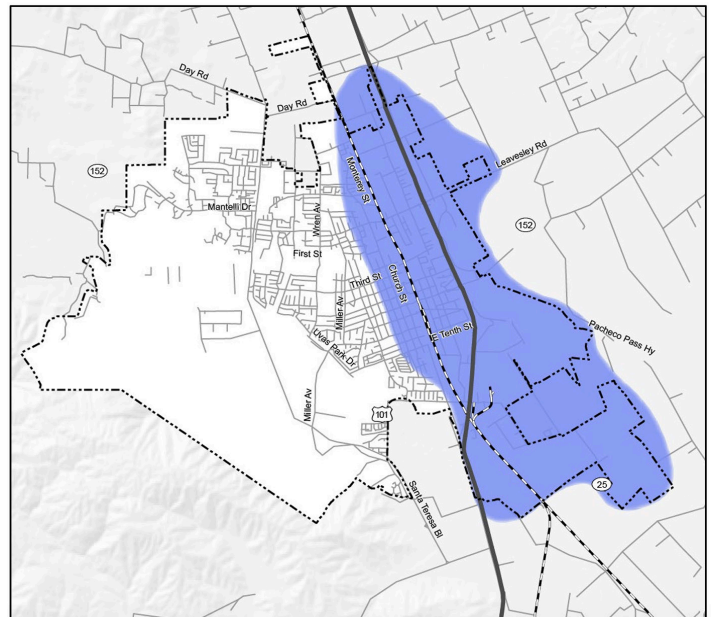 Day Rd
Day Rd
Leavesley Rd
152
Monterey St
Mantelli Dr
Wren Av
152
First St
Third St
Church St
Miller Av
E Tenth St
Pacheco Pass Hy
Uvas Park Dr
Miller Av
101
25
Santa Teresa Bl